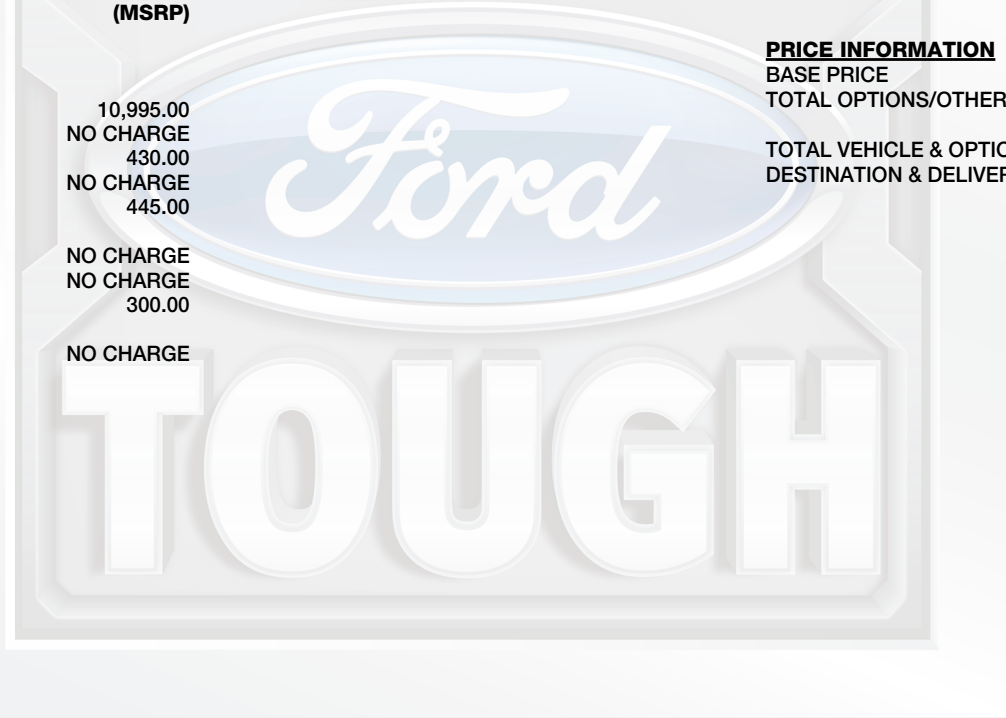 (MSRP)
10,995.00
NO CHARGE
430.00
NO CHARGE
445.00
NO CHARGE
NO CHARGE
300.00
NO CHARGE
PRICE INFORMATION
BASE PRICE
TOTAL OPTIONS/OTHER
TOTAL VEHICLE & OPTIO
DESTINATION & DELIVER
Ford
TOUGH